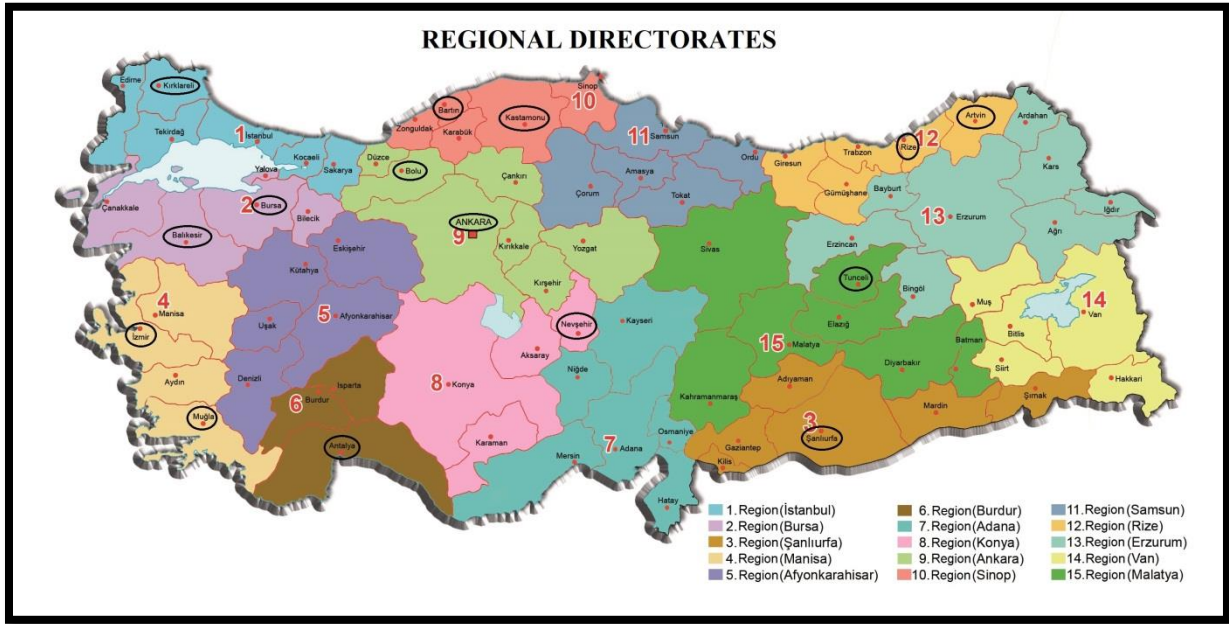 REGIONAL DIRECTORATES
Edirne
Kırklareli
Tekirdağ
1
İstanbul
Kocaeli
Sakarya
Yalova
Çanakkale
2
Bursa
Bilecik
Balıkesir
Zonguldak
Bartın
Karabük
Kastamonu
Sinop
10
Düzce
Bolu
Çankırı
ANKARA
9
Kırıkkale
Kırşehir
Yozgat
11
Samsun
Ordu
Çorum
Amasya
Tokat
Giresun
Trabzon
Gümüşhane
Rize
12
Artvin
Ardahan
Kars
Iğdır
Ağrı
Bayburt
13
Erzurum
Erzincan
Bingöl
Sivas
Tunceli
Elazığ
15
Malatya
Diyarbakır
Batman
Kahramanmaraş
Muş
Bitlis
14
Van
Siirt
Hakkari
Şırnak
Mardin
Adıyaman
3
Şanlıurfa
Gaziantep
Kilis
4
Manisa
İzmir
Aydın
Muğla
Eskişehir
Kütahya
5
Afyonkarahisar
Uşak
Denizli
6
Isparta
Burdur
Antalya
Nevşehir
Aksaray
8
Konya
Karaman
Kayseri
Niğde
Mersin
7
Adana
Osmaniye
Hatay
1.Region(İstanbul)
2.Region(Bursa)
3.Region(Şanlıurfa)
4.Region(Manisa)
5.Region(Afyonkarahisar)
6.Region(Burdur)
7.Region(Adana)
8.Region(Konya)
9.Region(Ankara)
10.Region(Sinop)
11.Region(Samsun)
12.Region(Rize)
13.Region(Erzurum)
14.Region(Van)
15.Region(Malatya)